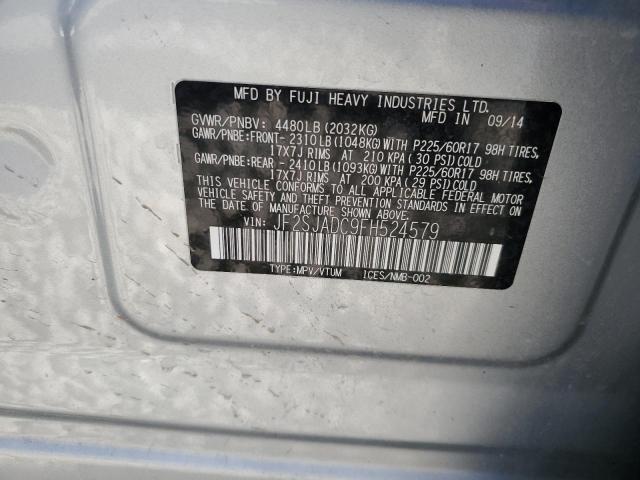 MFD BY FUJI HEAVY INDUSTRIES LTD.
MFD IN 09/14
GVWR/PNBV: 4480LB (2032KG)
GAWR/PNBE:FRONT- 2310LB(1048KG)WITH P225/60R17 98H TIRES,
17X7J RIMS AT 210 KPA(30 PSI)COLD
GAWR/PNBE:REAR - 2410LB(1093KG)WITH P225/60R17 98H TIRES,
17X7J RIMS AT 200 KPA(29 PSI)COLD
THIS VEHICLE CONFORMS TO ALL APPLICABLE FEDERAL MOTOR
VEHICLE SAFETY AND BUMPER STANDARDS IN EFFECT ON
THE DATE OF MANUFACTURE SHOWN ABOVE.
VIN: JF2SJADC9FH524579
TYPE:MPV/VTUM ICES/NMB-002